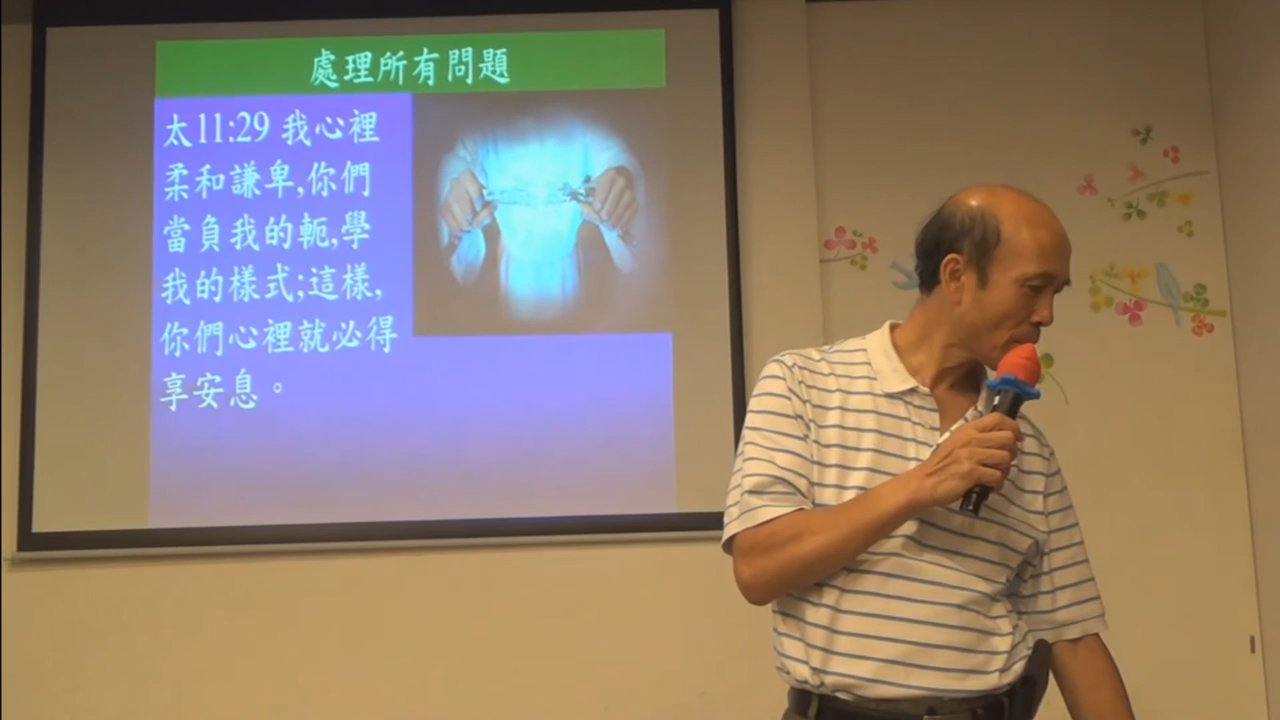 處理所有問題
太11:29 我心裡
柔和謙卑,你們
當負我的軛,學
我的樣式;這樣,
你們心裡就必得
享安息。